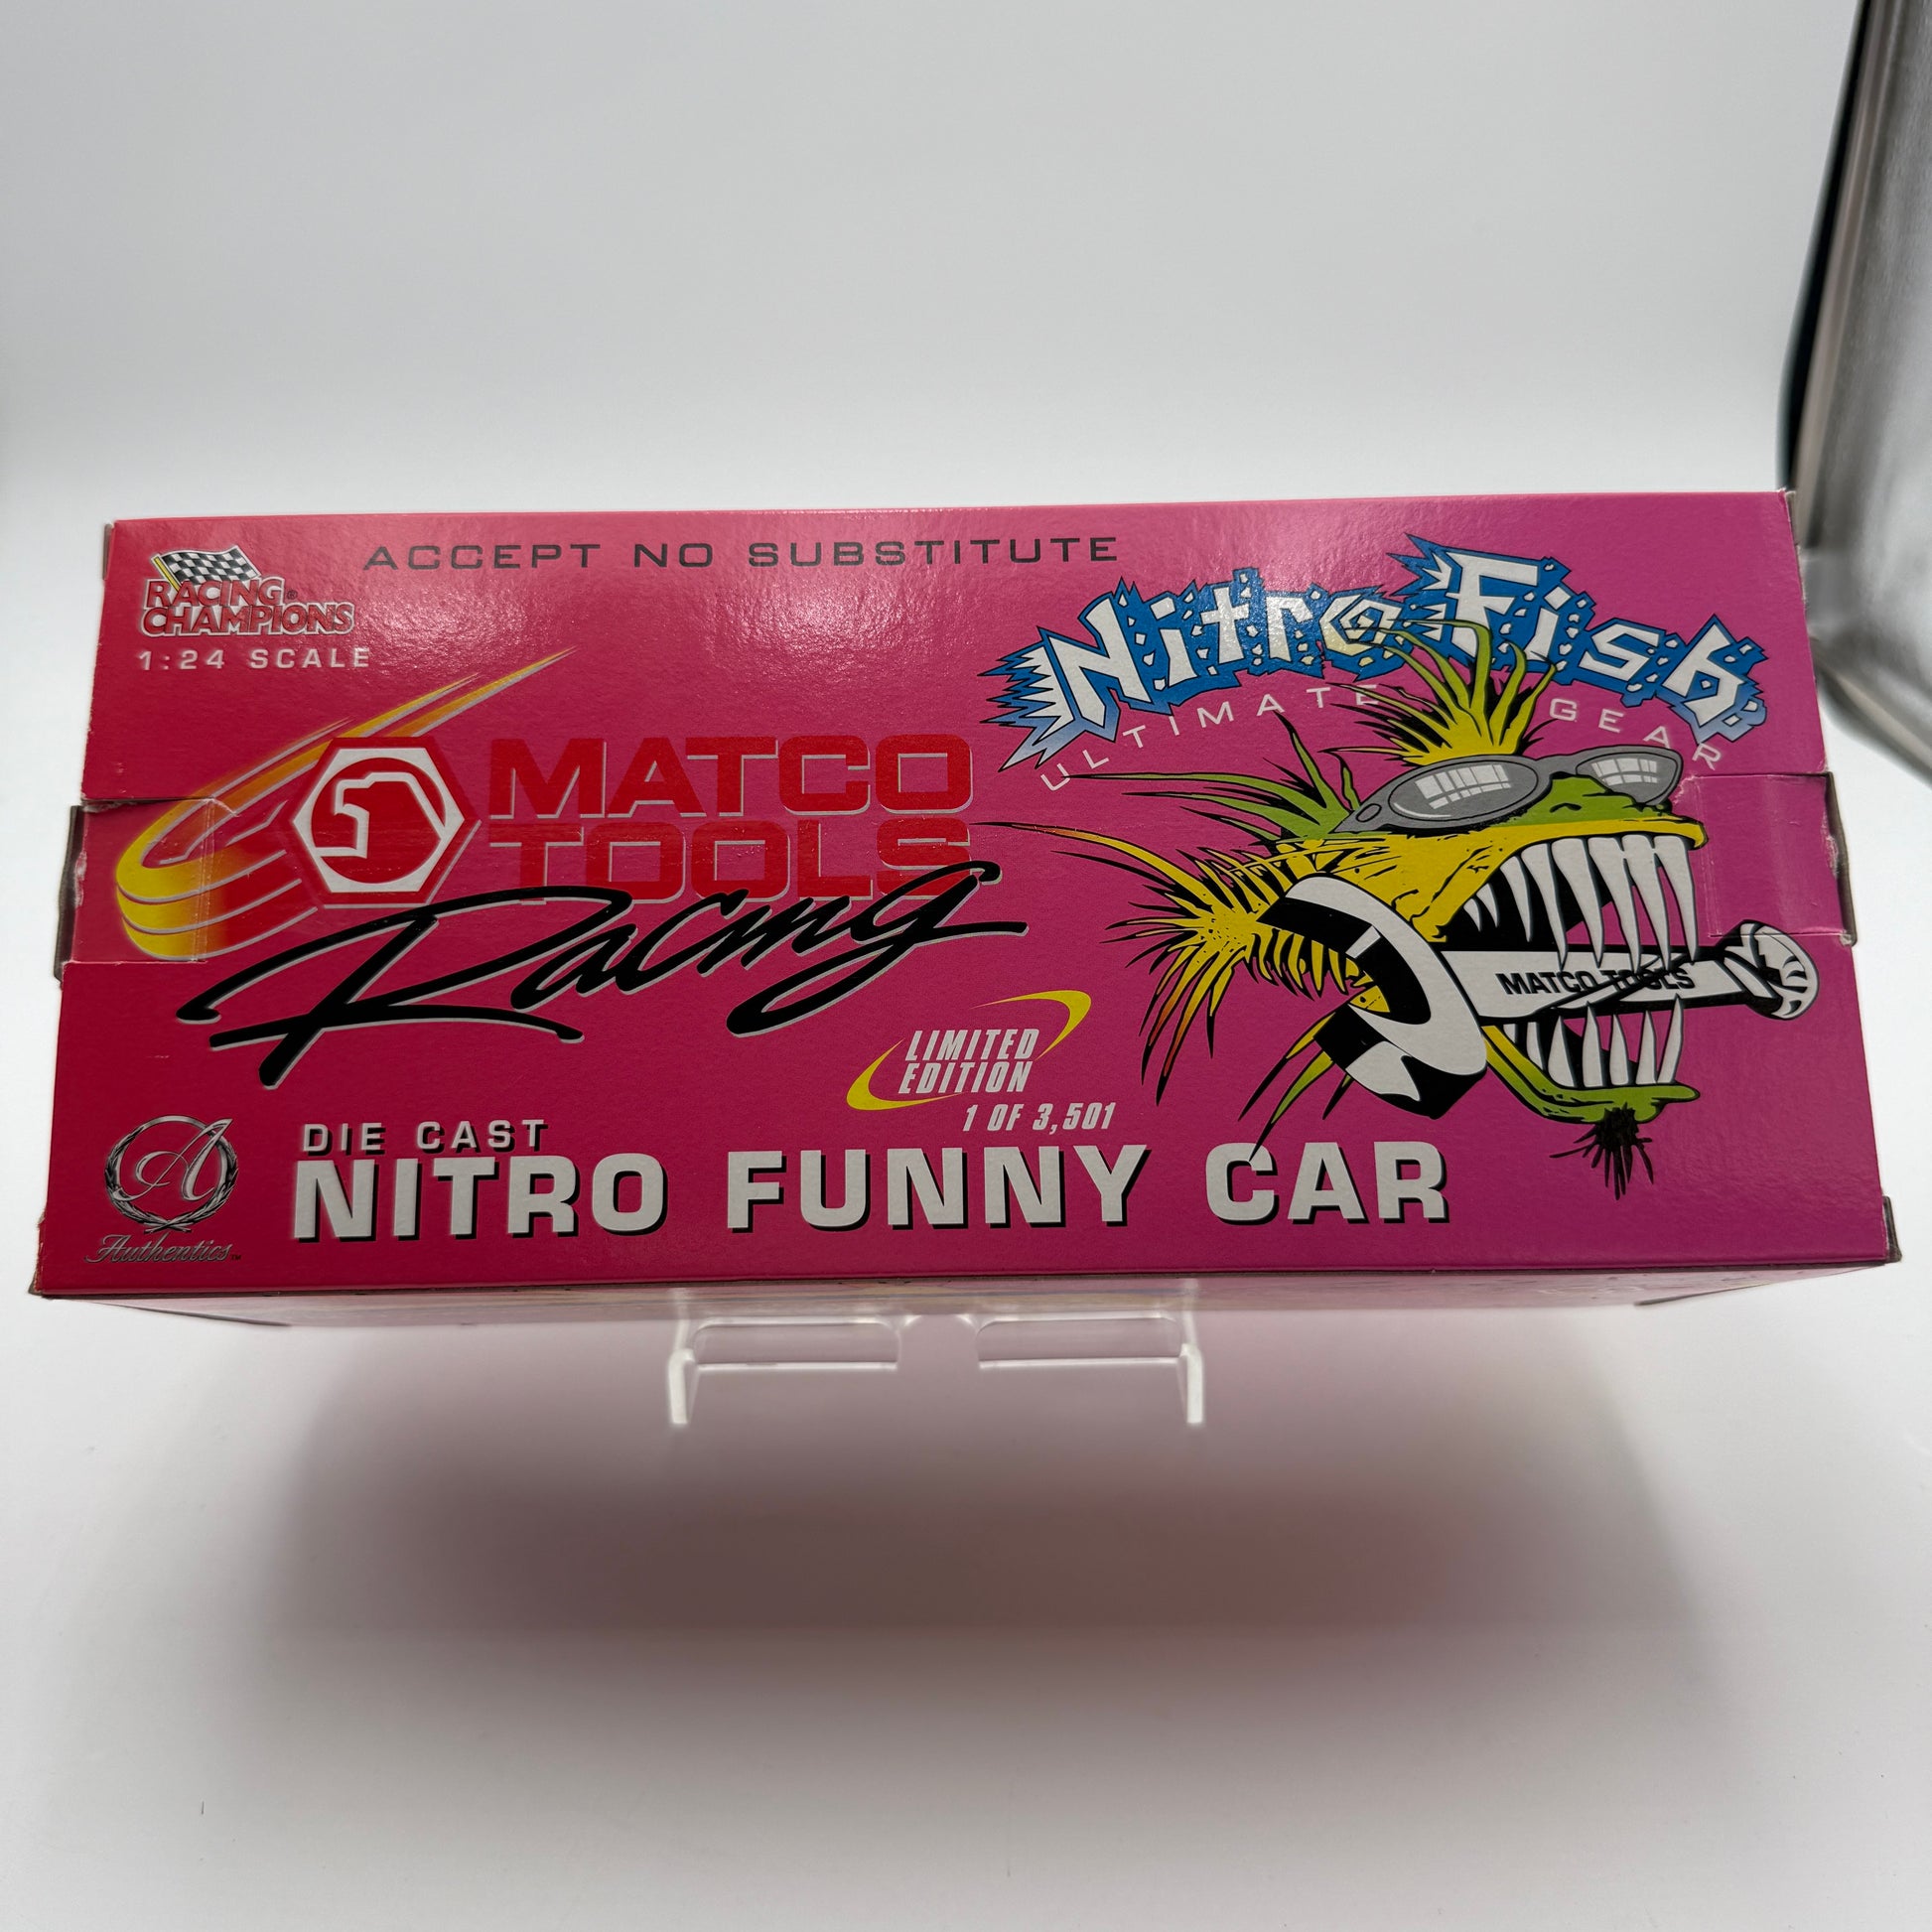 ACCEPT NO SUBSTITUTE
RACING®
CHAMPIONS
1:24 SCALE
Nitro Fish
ULTIMATE GEAR
MATCO
TOOLS
Racing
MATCO TOOLS
LIMITED
EDITION
1 OF 3,501
DIE CAST
NITRO FUNNY CAR
A
Authentics™